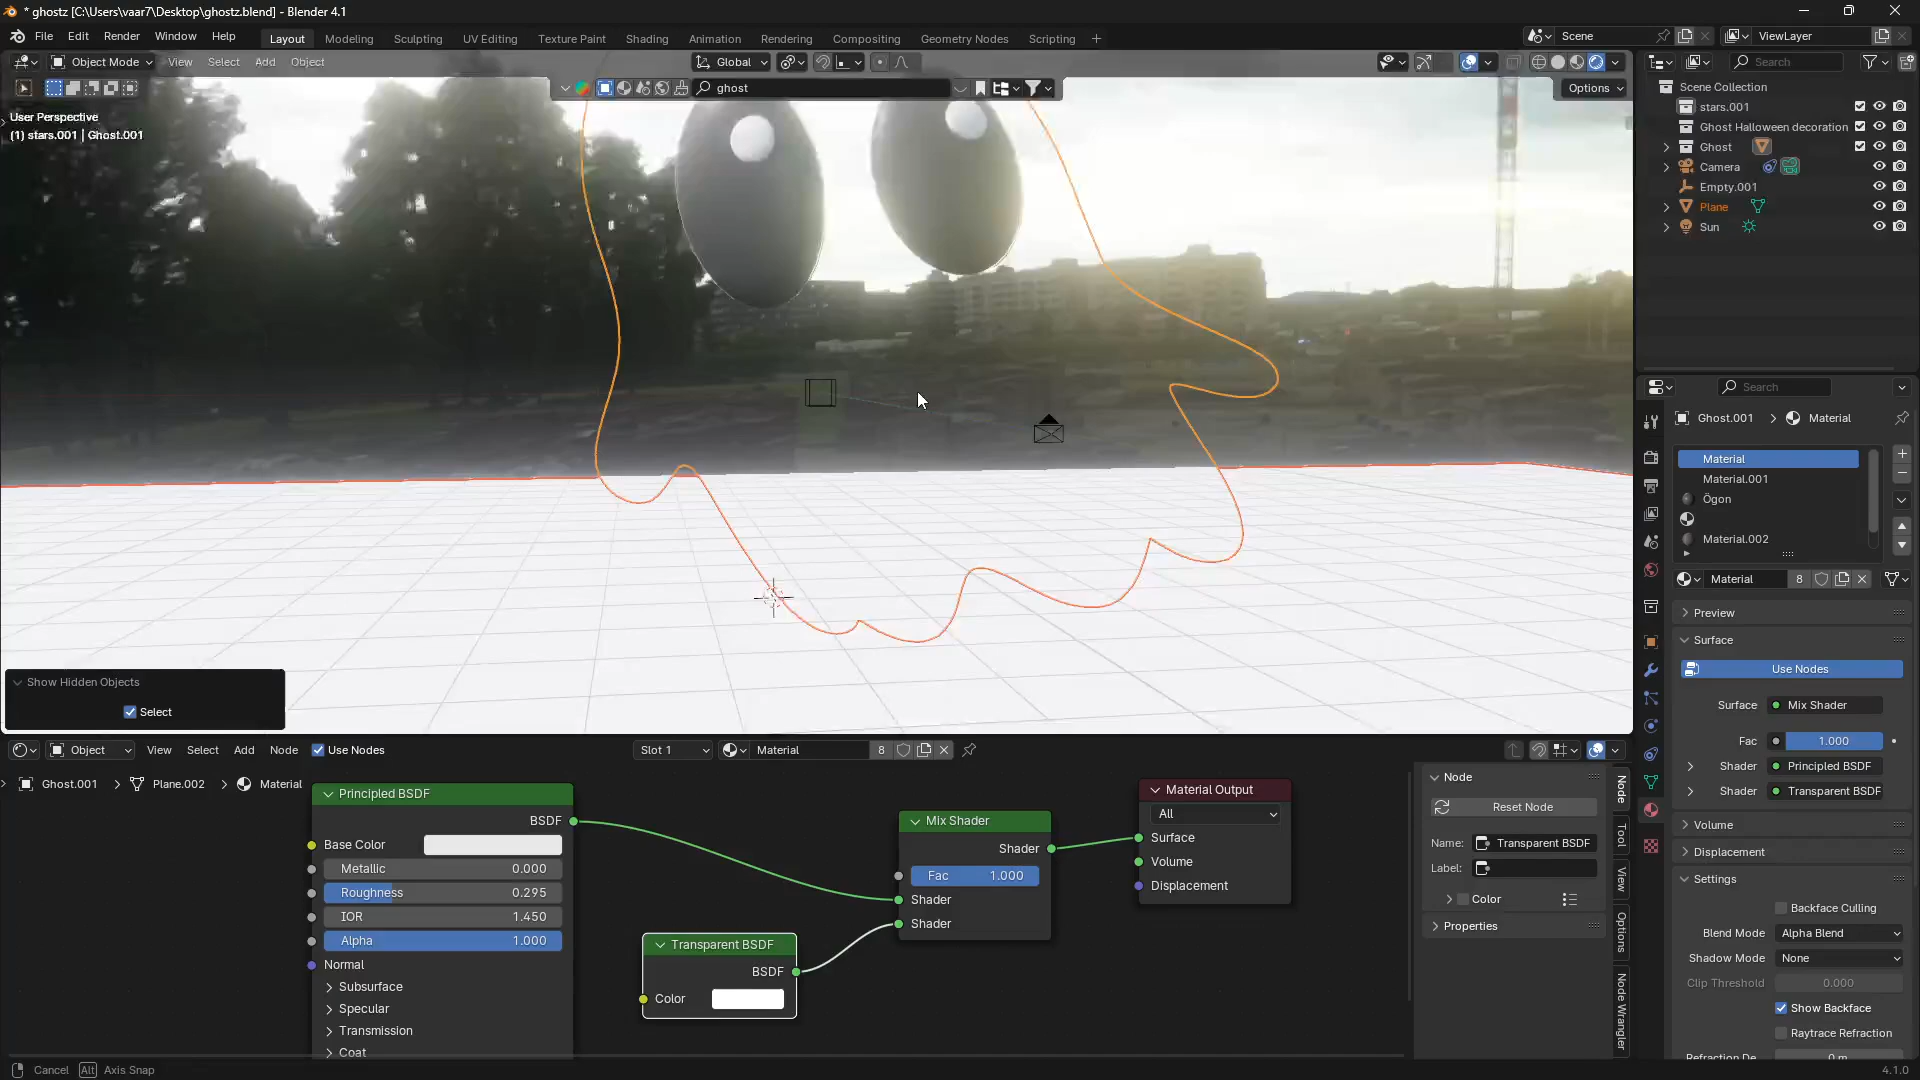 * ghostz [C:\Users\vaar7\Desktop\ghostz.blend] - Blender 4.1
File Edit Render Window Help
Layout Modeling Sculpting UV Editing Texture Paint Shading Animation Rendering Compositing Geometry Nodes Scripting +
Scene
ViewLayer
Object Mode View Select Add Object
Global
ghost
Options
User Perspective
(1) stars.001 | Ghost.001
Search
Scene Collection
stars.001
Ghost Halloween decoration
Ghost
Camera
Empty.001
Plane
Sun
Show Hidden Objects
Select
Search
Ghost.001 > Material
Material
Material.001
Ögon
Material.002
Material 8
Preview
Surface
Use Nodes
Surface Mix Shader
Fac 1.000
Shader Principled BSDF
Shader Transparent BSDF
Volume
Displacement
Settings
Backface Culling
Blend Mode Alpha Blend
Shadow Mode None
Clip Threshold 0.000
Show Backface
Raytrace Refraction
Refraction De 0 m
Object View Select Add Node Use Nodes
Slot 1
Material 8
Ghost.001 > Plane.002 > Material
Principled BSDF
BSDF
Base Color
Metallic 0.000
Roughness 0.295
IOR 1.450
Alpha 1.000
Normal
Subsurface
Specular
Transmission
Coat
Transparent BSDF
BSDF
Color
Mix Shader
Shader
Fac 1.000
Shader
Shader
Material Output
All
Surface
Volume
Displacement
Node
Reset Node
Name: Transparent BSDF
Label:
Color
Properties
Node
Tool
View
Options
Node Wrangler
Cancel Alt Axis Snap
4.1.0